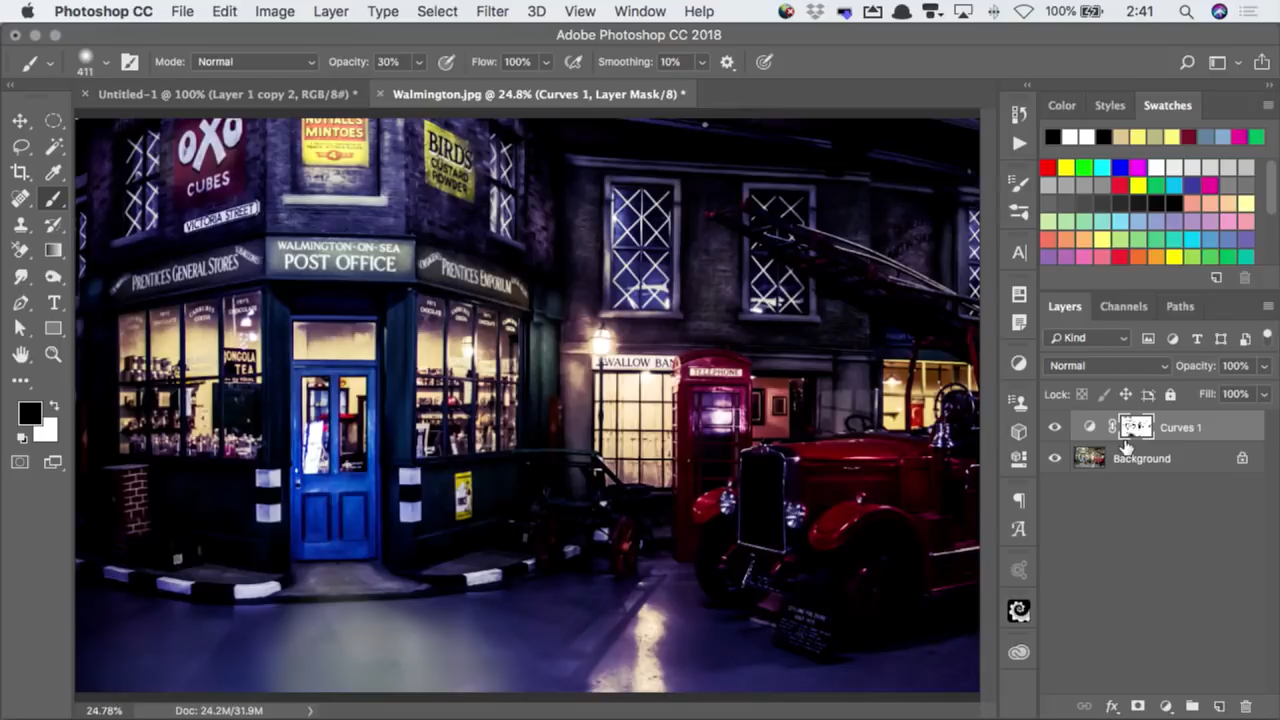 Photoshop CC File Edit Image Layer Type Select Filter 3D View Window Help 100% 2:41
Adobe Photoshop CC 2018
411 Mode: Normal Opacity: 30% Flow: 100% Smoothing: 10%
Untitled-1 @ 100% (Layer 1 copy 2, RGB/8#) * Walmington.jpg @ 24.8% (Curves 1, Layer Mask/8) *
Color Styles Swatches
OXO
CUBES
VICTORIA STREET
NUTTALL'S
MINTOES
BIRD'S
CUSTARD
POWDER
WALMINGTON-ON-SEA
POST OFFICE
PRENTICES GENERAL STORES
PRENTICES EMPORIUM
TEA
SWALLOW BAN
TELEPHONE
Layers Channels Paths
Kind
Normal Opacity: 100%
Lock: Fill: 100%
Curves 1
Background
24.78% Doc: 24.2M/31.9M